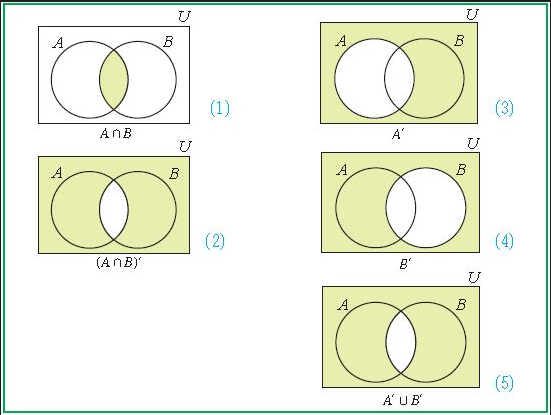 U
A B
(1)
A ∩ B
U
A B
(2)
(A ∩ B)′
U
A B
(3)
A′
U
A B
(4)
B′
U
A B
(5)
A′ ∪ B′